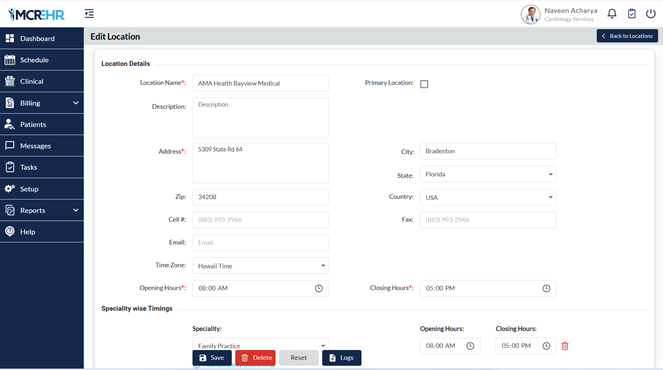 MCREHR
Naveen Acharya
Cardiology Services
Dashboard
Schedule
Clinical
Billing
Patients
Messages
Tasks
Setup
Reports
Help
Edit Location
Back to Locations
Location Details
Location Name*: AMA Health Bayview Medical
Primary Location:
Description: Description
Address*: 5309 State Rd 64
City: Bradenton
State: Florida
Zip: 34208
Country: USA
Cell #: (863) 993-2966
Fax: (863) 993-2966
Email: Email
Time Zone: Hawaii Time
Opening Hours*: 08:00 AM
Closing Hours*: 05:00 PM
Speciality wise Timings
Speciality: Opening Hours: Closing Hours:
Family Practice 08:00 AM 05:00 PM
Save Delete Reset Logs